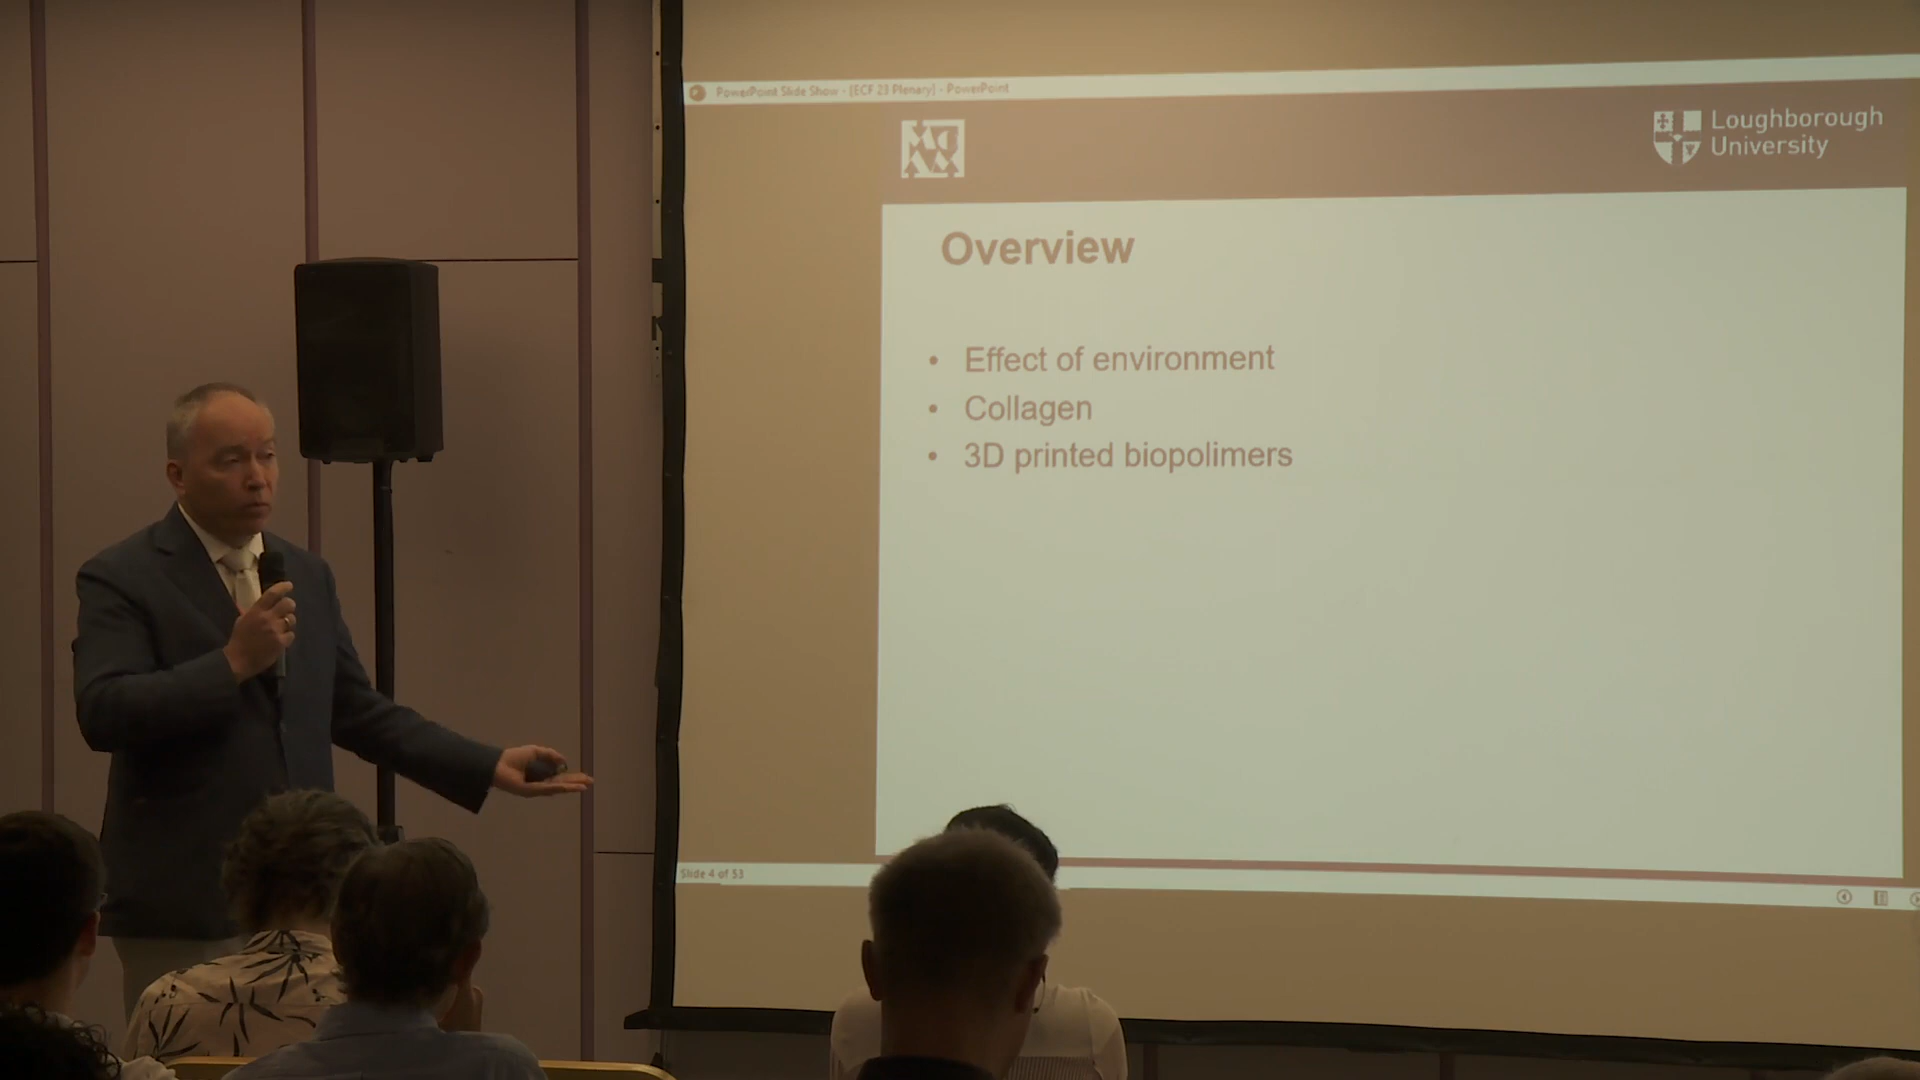 PowerPoint Slide Show - [ECF 23 Plenary] - PowerPoint
Loughborough
University
Overview
• Effect of environment
• Collagen
• 3D printed biopolimers
Slide 4 of 53